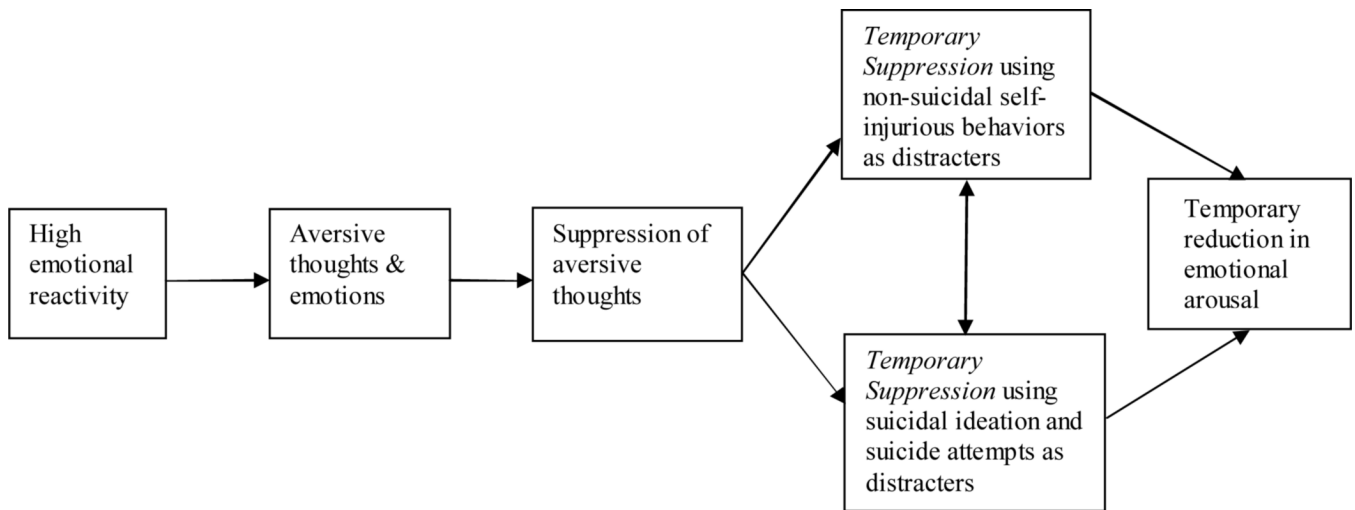 High
emotional
reactivity
Aversive
thoughts &
emotions
Suppression of
aversive
thoughts
Temporary
Suppression using
non-suicidal self-
injurious behaviors
as distracters
Temporary
Suppression using
suicidal ideation and
suicide attempts as
distracters
Temporary
reduction in
emotional
arousal